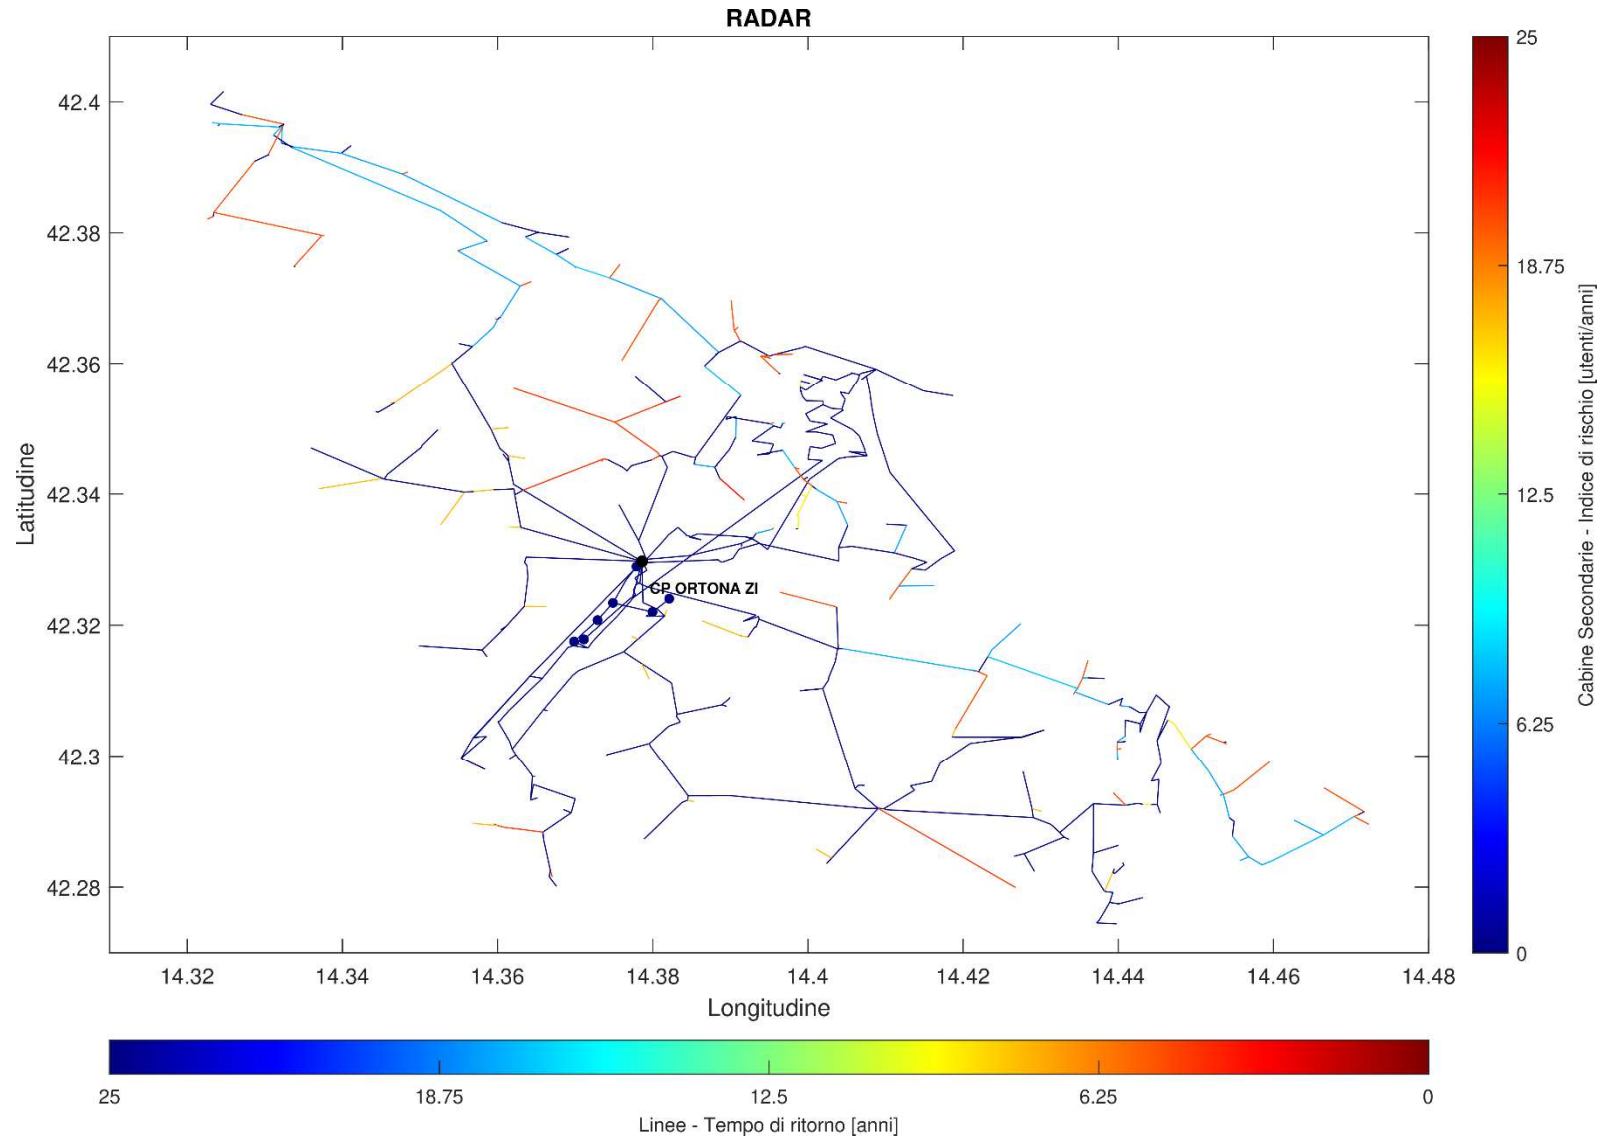 RADAR
42.4
42.38
42.36
42.34
42.32
42.3
42.28
Latitudine
14.32 14.34 14.36 14.38 14.4 14.42 14.44 14.46 14.48
Longitudine
CP ORTONA ZI
25
18.75
12.5
6.25
0
Cabine Secondarie - Indice di rischio [utenti/anni]
25 18.75 12.5 6.25 0
Linee - Tempo di ritorno [anni]